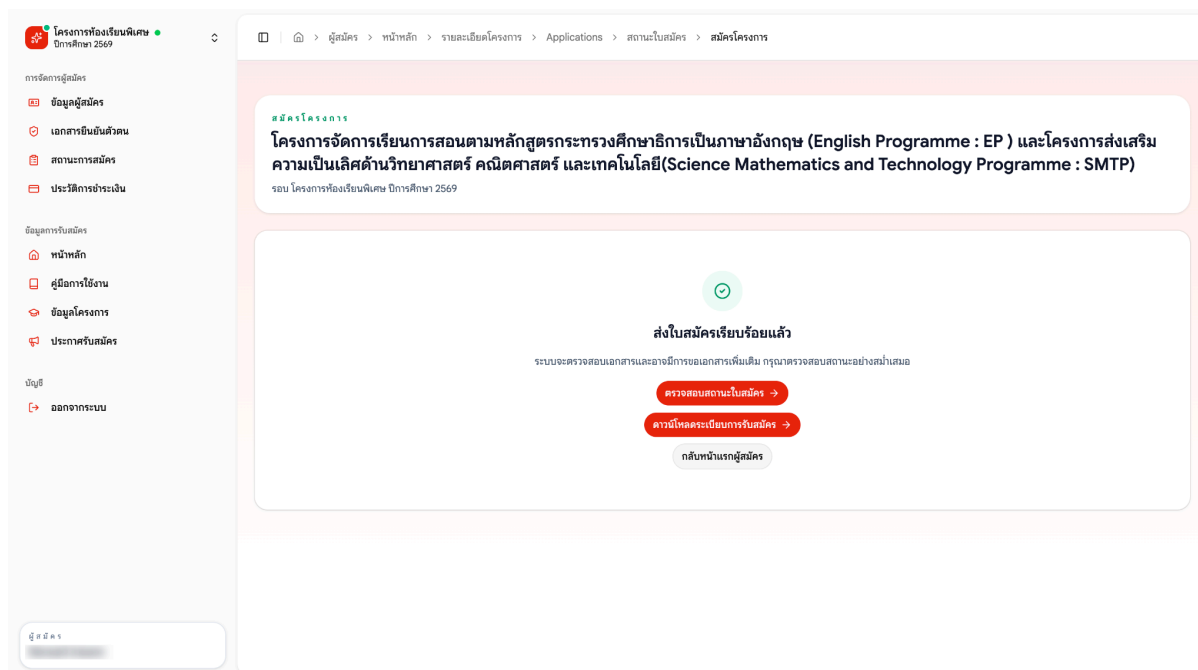 โครงการห้องเรียนพิเศษ
ปีการศึกษา 2569
การจัดการผู้สมัคร
ข้อมูลผู้สมัคร
เอกสารยืนยันตัวตน
สถานะการสมัคร
ประวัติการชำระเงิน
ข้อมูลการรับสมัคร
หน้าหลัก
คู่มือการใช้งาน
ข้อมูลโครงการ
ประกาศรับสมัคร
บัญชี
ออกจากระบบ
ผู้สมัคร
ผู้สมัคร > หน้าหลัก > รายละเอียดโครงการ > Applications > สถานะใบสมัคร > สมัครโครงการ
สมัครโครงการ
โครงการจัดการเรียนการสอนตามหลักสูตรกระทรวงศึกษาธิการเป็นภาษาอังกฤษ (English Programme : EP ) และโครงการส่งเสริม
ความเป็นเลิศด้านวิทยาศาสตร์ คณิตศาสตร์ และเทคโนโลยี(Science Mathematics and Technology Programme : SMTP)
รอบ โครงการห้องเรียนพิเศษ ปีการศึกษา 2569
ส่งใบสมัครเรียบร้อยแล้ว
ระบบจะตรวจสอบเอกสารและอาจมีการขอเอกสารเพิ่มเติม กรุณาตรวจสอบสถานะอย่างสม่ำเสมอ
ตรวจสอบสถานะใบสมัคร →
ดาวน์โหลดระเบียบการรับสมัคร →
กลับหน้าแรกผู้สมัคร